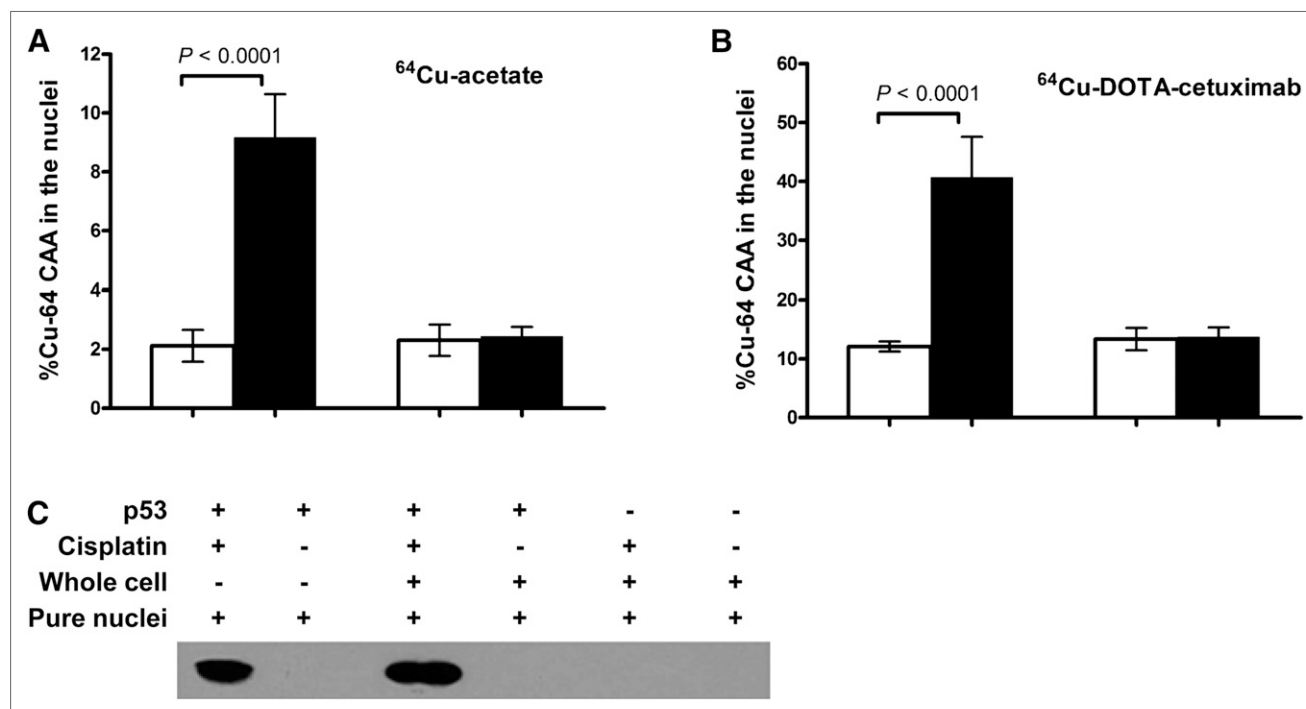 A
12
10
8
6
4
2
0
%Cu-64 CAA in the nuclei
P < 0.0001
⁶⁴Cu-acetate
B
60
50
40
30
20
10
0
%Cu-64 CAA in the nuclei
P < 0.0001
⁶⁴Cu-DOTA-cetuximab
C
p53 + + + + - -
Cisplatin + - + - + -
Whole cell - - + + + +
Pure nuclei + + + + + +